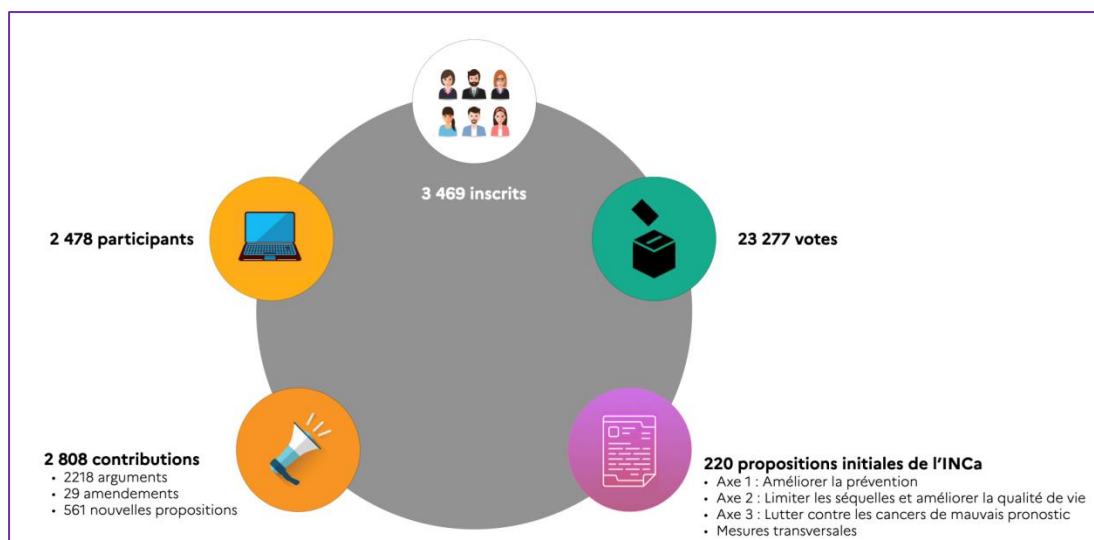 3 469 inscrits
2 478 participants
23 277 votes
2 808 contributions
• 2218 arguments
• 29 amendements
• 561 nouvelles propositions
220 propositions initiales de l'INCa
• Axe 1 : Améliorer la prévention
• Axe 2 : Limiter les séquelles et améliorer la qualité de vie
• Axe 3 : Lutter contre les cancers de mauvais pronostic
• Mesures transversales